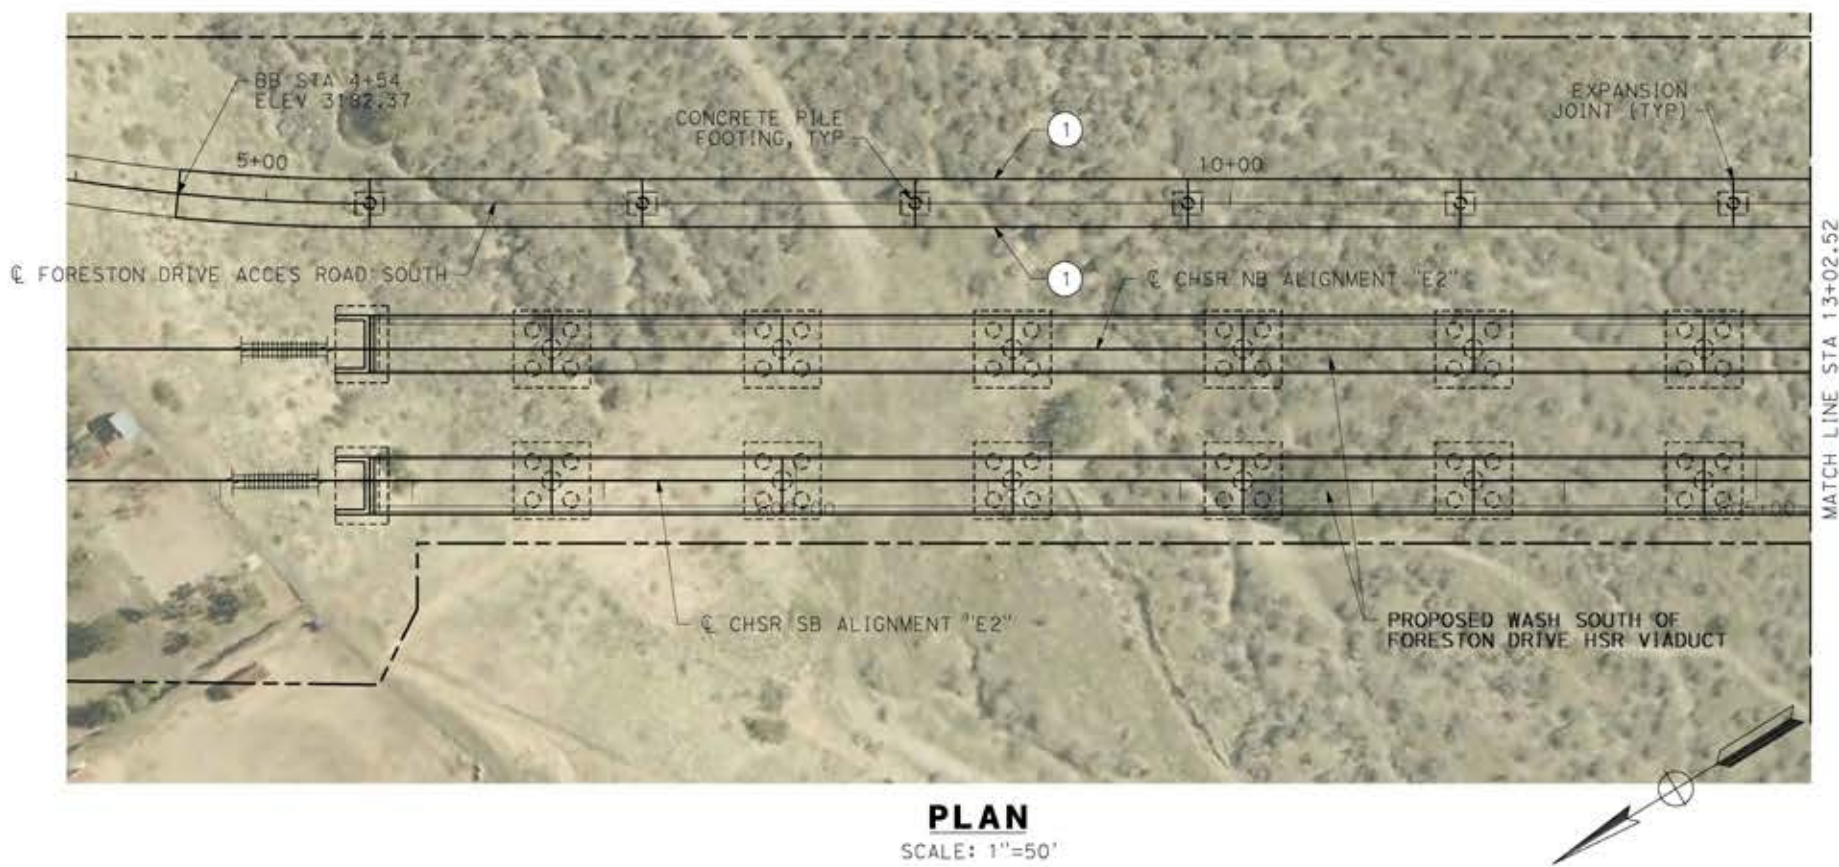 BB STA 4+54
ELEV 3182.37
5+00
CONCRETE PILE
FOOTING, TYP
1
EXPANSION
JOINT (TYP)
10+00
℄ FORESTON DRIVE ACCES ROAD SOUTH
1
℄ CHSR NB ALIGNMENT "E2"
MATCH LINE STA 13+02.52
℄ CHSR SB ALIGNMENT "E2"
PROPOSED WASH SOUTH OF
FORESTON DRIVE HSR VIADUCT
PLAN
SCALE: 1"=50'